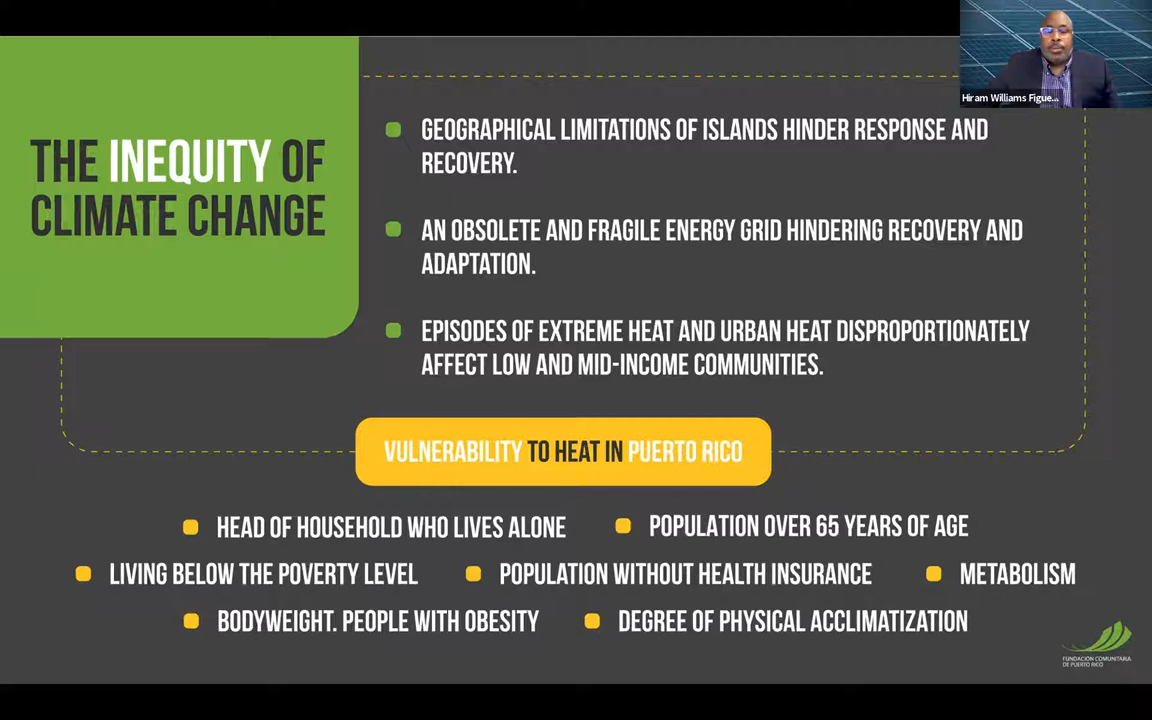 Hiram Williams Figue...
THE INEQUITY OF
CLIMATE CHANGE
GEOGRAPHICAL LIMITATIONS OF ISLANDS HINDER RESPONSE AND
RECOVERY.
AN OBSOLETE AND FRAGILE ENERGY GRID HINDERING RECOVERY AND
ADAPTATION.
EPISODES OF EXTREME HEAT AND URBAN HEAT DISPROPORTIONATELY
AFFECT LOW AND MID-INCOME COMMUNITIES.
VULNERABILITY TO HEAT IN PUERTO RICO
HEAD OF HOUSEHOLD WHO LIVES ALONE
POPULATION OVER 65 YEARS OF AGE
LIVING BELOW THE POVERTY LEVEL
POPULATION WITHOUT HEALTH INSURANCE
METABOLISM
BODYWEIGHT. PEOPLE WITH OBESITY
DEGREE OF PHYSICAL ACCLIMATIZATION
FUNDACIÓN COMUNITARIA
DE PUERTO RICO